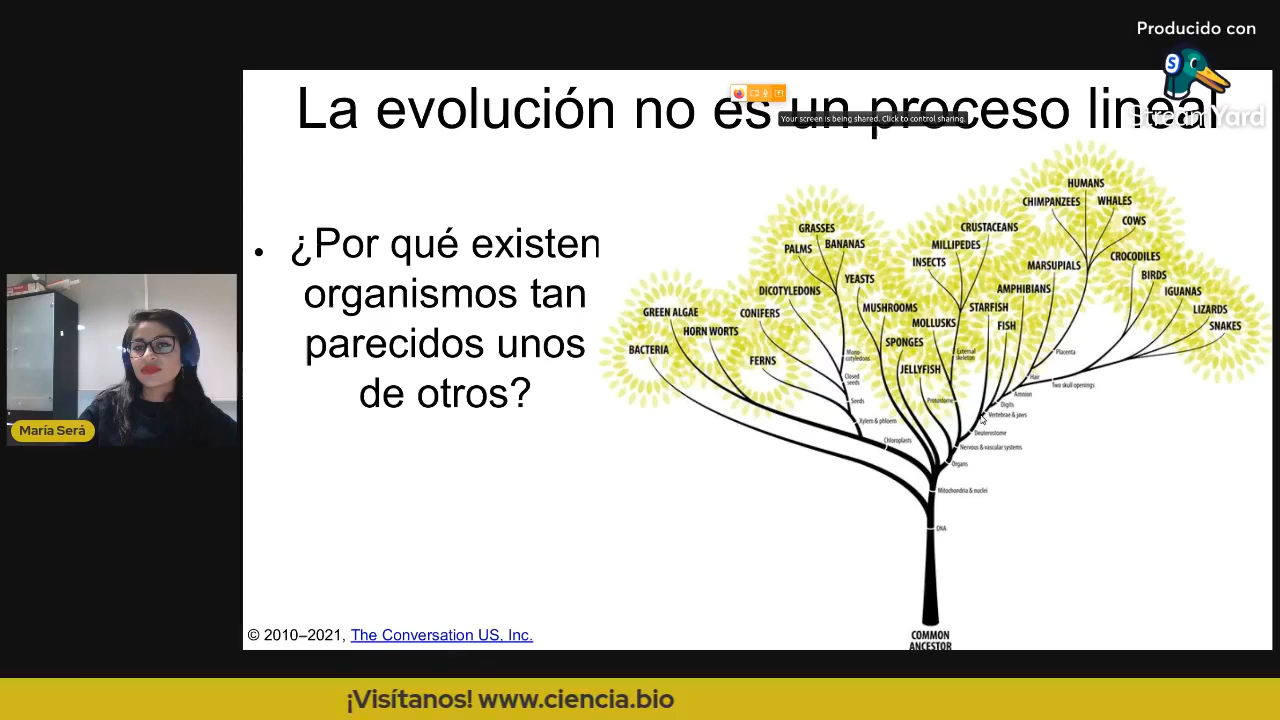 Producido con
StreamYard
La evolución no es un proceso lineal
Your screen is being shared. Click to control sharing.
• ¿Por qué existen
organismos tan
parecidos unos
de otros?
HUMANS
CHIMPANZEES
WHALES
COWS
GRASSES
CRUSTACEANS
PALMS
BANANAS
MILLIPEDES
INSECTS
MARSUPIALS
CROCODILES
BIRDS
YEASTS
DICOTYLEDONS
AMPHIBIANS
IGUANAS
GREEN ALGAE
CONIFERS
MUSHROOMS
STARFISH
LIZARDS
HORN WORTS
MOLLUSKS
FISH
SNAKES
BACTERIA
SPONGES
FERNS
JELLYFISH
Mono-
cotyledons
External
skeleton
Placenta
Closed
seeds
Hair
Two skull openings
Seeds
Protostome
Amnion
Digits
Xylem & phloem
Vertebrae & jaws
Chloroplasts
Deuterostome
Nervous & vascular systems
Organs
Mitochondria & nuclei
DNA
COMMON
ANCESTOR
María Será
© 2010–2021, The Conversation US, Inc.
¡Visítanos! www.ciencia.bio